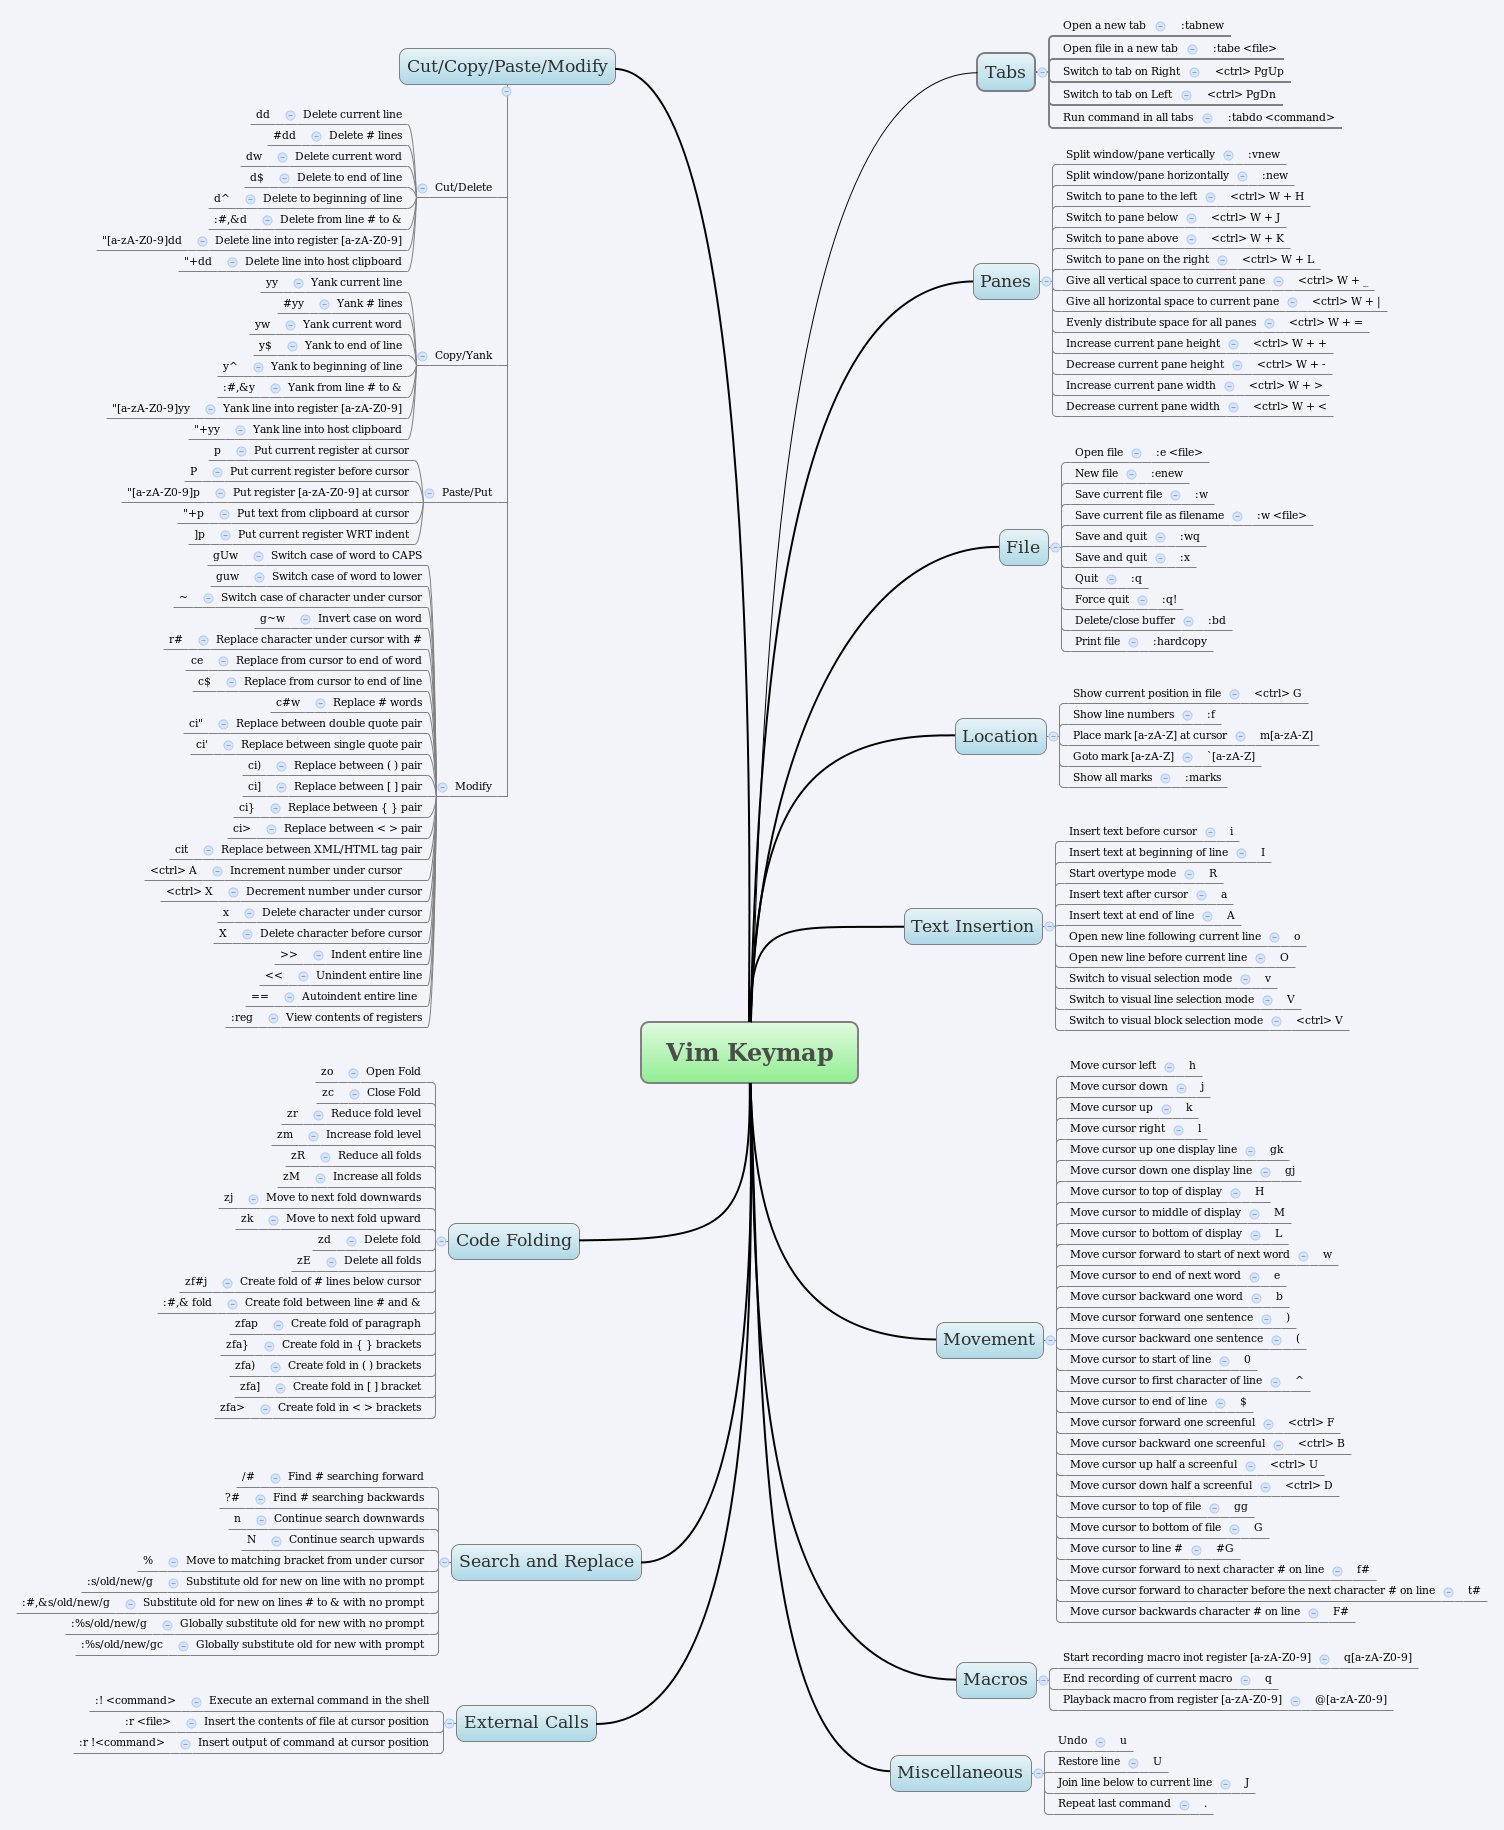 Vim Keymap
Cut/Copy/Paste/Modify
Cut/Delete
dd Delete current line
#dd Delete # lines
dw Delete current word
d$ Delete to end of line
d^ Delete to beginning of line
:#,&d Delete from line # to &
"[a-zA-Z0-9]dd Delete line into register [a-zA-Z0-9]
"+dd Delete line into host clipboard
Copy/Yank
yy Yank current line
#yy Yank # lines
yw Yank current word
y$ Yank to end of line
y^ Yank to beginning of line
:#,&y Yank from line # to &
"[a-zA-Z0-9]yy Yank line into register [a-zA-Z0-9]
"+yy Yank line into host clipboard
Paste/Put
p Put current register at cursor
P Put current register before cursor
"[a-zA-Z0-9]p Put register [a-zA-Z0-9] at cursor
"+p Put text from clipboard at cursor
]p Put current register WRT indent
Modify
gUw Switch case of word to CAPS
guw Switch case of word to lower
~ Switch case of character under cursor
g~w Invert case on word
r# Replace character under cursor with #
ce Replace from cursor to end of word
c$ Replace from cursor to end of line
c#w Replace # words
ci" Replace between double quote pair
ci' Replace between single quote pair
ci) Replace between ( ) pair
ci] Replace between [ ] pair
ci} Replace between { } pair
ci> Replace between < > pair
cit Replace between XML/HTML tag pair
<ctrl> A Increment number under cursor
<ctrl> X Decrement number under cursor
x Delete character under cursor
X Delete character before cursor
>> Indent entire line
<< Unindent entire line
== Autoindent entire line
:reg View contents of registers
Code Folding
zo Open Fold
zc Close Fold
zr Reduce fold level
zm Increase fold level
zR Reduce all folds
zM Increase all folds
zj Move to next fold downwards
zk Move to next fold upward
zd Delete fold
zE Delete all folds
zf#j Create fold of # lines below cursor
:#,& fold Create fold between line # and &
zfap Create fold of paragraph
zfa} Create fold in { } brackets
zfa) Create fold in ( ) brackets
zfa] Create fold in [ ] bracket
zfa> Create fold in < > brackets
Search and Replace
/# Find # searching forward
?# Find # searching backwards
n Continue search downwards
N Continue search upwards
% Move to matching bracket from under cursor
:s/old/new/g Substitute old for new on line with no prompt
:#,&s/old/new/g Substitute old for new on lines # to & with no prompt
:%s/old/new/g Globally substitute old for new with no prompt
:%s/old/new/gc Globally substitute old for new with prompt
External Calls
:! <command> Execute an external command in the shell
:r <file> Insert the contents of file at cursor position
:r !<command> Insert output of command at cursor position
Tabs
Open a new tab :tabnew
Open file in a new tab :tabe <file>
Switch to tab on Right <ctrl> PgUp
Switch to tab on Left <ctrl> PgDn
Run command in all tabs :tabdo <command>
Panes
Split window/pane vertically :vnew
Split window/pane horizontally :new
Switch to pane to the left <ctrl> W + H
Switch to pane below <ctrl> W + J
Switch to pane above <ctrl> W + K
Switch to pane on the right <ctrl> W + L
Give all vertical space to current pane <ctrl> W + _
Give all horizontal space to current pane <ctrl> W + |
Evenly distribute space for all panes <ctrl> W + =
Increase current pane height <ctrl> W + +
Decrease current pane height <ctrl> W + -
Increase current pane width <ctrl> W + >
Decrease current pane width <ctrl> W + <
File
Open file :e <file>
New file :enew
Save current file :w
Save current file as filename :w <file>
Save and quit :wq
Save and quit :x
Quit :q
Force quit :q!
Delete/close buffer :bd
Print file :hardcopy
Location
Show current position in file <ctrl> G
Show line numbers :f
Place mark [a-zA-Z] at cursor m[a-zA-Z]
Goto mark [a-zA-Z] `[a-zA-Z]
Show all marks :marks
Text Insertion
Insert text before cursor i
Insert text at beginning of line I
Start overtype mode R
Insert text after cursor a
Insert text at end of line A
Open new line following current line o
Open new line before current line O
Switch to visual selection mode v
Switch to visual line selection mode V
Switch to visual block selection mode <ctrl> V
Movement
Move cursor left h
Move cursor down j
Move cursor up k
Move cursor right l
Move cursor up one display line gk
Move cursor down one display line gj
Move cursor to top of display H
Move cursor to middle of display M
Move cursor to bottom of display L
Move cursor forward to start of next word w
Move cursor to end of next word e
Move cursor backward one word b
Move cursor forward one sentence )
Move cursor backward one sentence (
Move cursor to start of line 0
Move cursor to first character of line ^
Move cursor to end of line $
Move cursor forward one screenful <ctrl> F
Move cursor backward one screenful <ctrl> B
Move cursor up half a screenful <ctrl> U
Move cursor down half a screenful <ctrl> D
Move cursor to top of file gg
Move cursor to bottom of file G
Move cursor to line # #G
Move cursor forward to next character # on line f#
Move cursor forward to character before the next character # on line t#
Move cursor backwards character # on line F#
Macros
Start recording macro inot register [a-zA-Z0-9] q[a-zA-Z0-9]
End recording of current macro q
Playback macro from register [a-zA-Z0-9] @[a-zA-Z0-9]
Miscellaneous
Undo u
Restore line U
Join line below to current line J
Repeat last command .